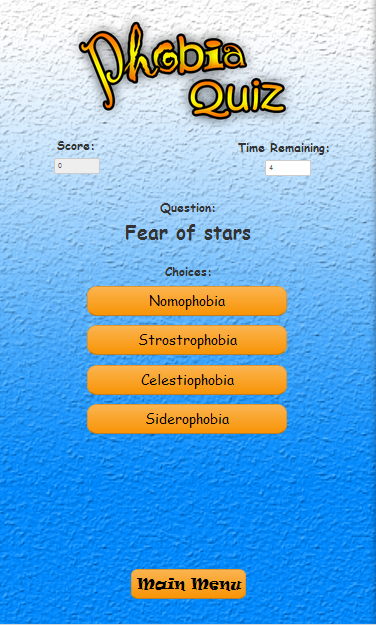 Phobia
Quiz
Score:
Time Remaining:
0
4
Question:
Fear of stars
Choices:
Nomophobia
Strostrophobia
Celestiophobia
Siderophobia
Main Menu